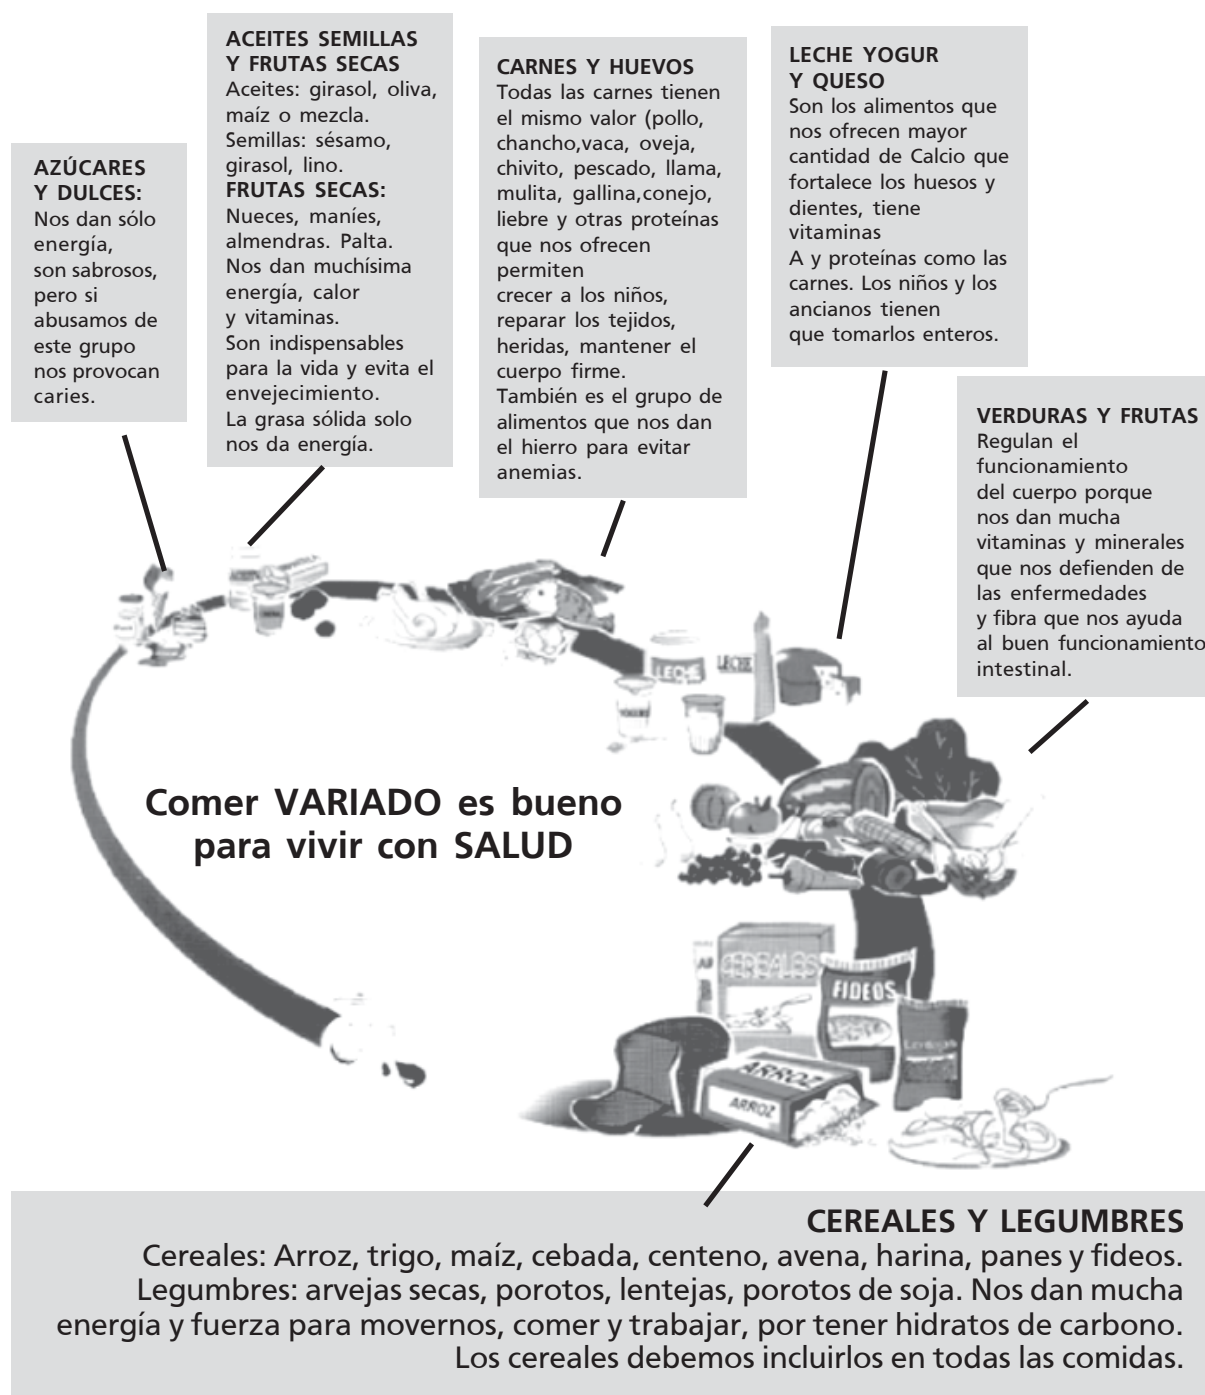 AZÚCARES
Y DULCES:
Nos dan sólo
energía,
son sabrosos,
pero si
abusamos de
este grupo
nos provocan
caries.
ACEITES SEMILLAS
Y FRUTAS SECAS
Aceites: girasol, oliva,
maíz o mezcla.
Semillas: sésamo,
girasol, lino.
FRUTAS SECAS:
Nueces, maníes,
almendras. Palta.
Nos dan muchísima
energía, calor
y vitaminas.
Son indispensables
para la vida y evita el
envejecimiento.
La grasa sólida solo
nos da energía.
CARNES Y HUEVOS
Todas las carnes tienen
el mismo valor (pollo,
chancho,vaca, oveja,
chivito, pescado, llama,
mulita, gallina,conejo,
liebre y otras proteínas
que nos ofrecen
permiten
crecer a los niños,
reparar los tejidos,
heridas, mantener el
cuerpo firme.
También es el grupo de
alimentos que nos dan
el hierro para evitar
anemias.
LECHE YOGUR
Y QUESO
Son los alimentos que
nos ofrecen mayor
cantidad de Calcio que
fortalece los huesos y
dientes, tiene
vitaminas
A y proteínas como las
carnes. Los niños y los
ancianos tienen
que tomarlos enteros.
VERDURAS Y FRUTAS
Regulan el
funcionamiento
del cuerpo porque
nos dan mucha
vitaminas y minerales
que nos defienden de
las enfermedades
y fibra que nos ayuda
al buen funcionamiento
intestinal.
LECHE
LECHE
YOGUR
Comer VARIADO es bueno
para vivir con SALUD
CEREALES
FIDEOS
Lentejas
ARROZ
ARROZ
CEREALES Y LEGUMBRES
Cereales: Arroz, trigo, maíz, cebada, centeno, avena, harina, panes y fideos.
Legumbres: arvejas secas, porotos, lentejas, porotos de soja. Nos dan mucha
energía y fuerza para movernos, comer y trabajar, por tener hidratos de carbono.
Los cereales debemos incluirlos en todas las comidas.